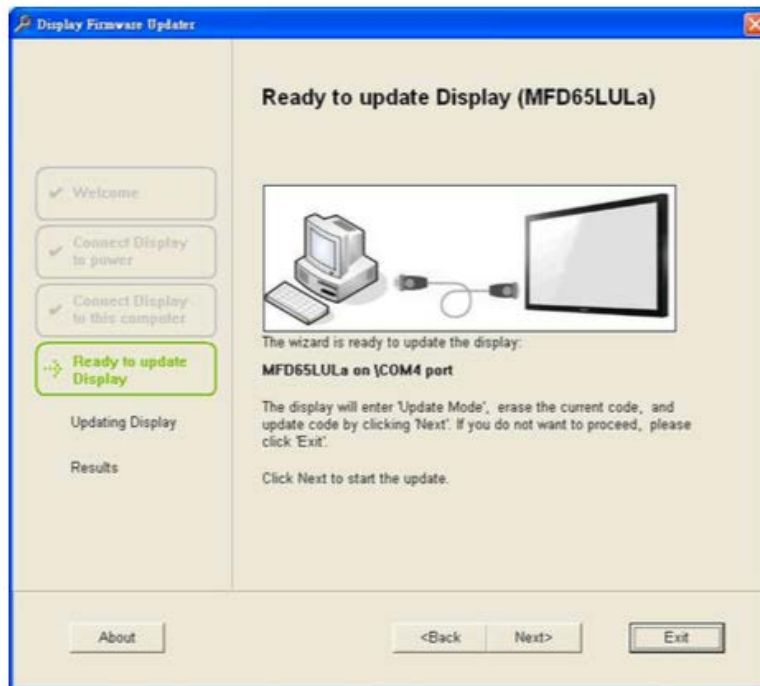 Display Firmware Updater
Ready to update Display (MFD65LULa)
Welcome
Connect Display
to power
Connect Display
to this computer
Ready to update
Display
Updating Display
Results
The wizard is ready to update the display:
MFD65LULa on \COM4 port
The display will enter 'Update Mode', erase the current code, and
update code by clicking 'Next'. If you do not want to proceed, please
click 'Exit'.
Click Next to start the update.
About
<Back
Next>
Exit